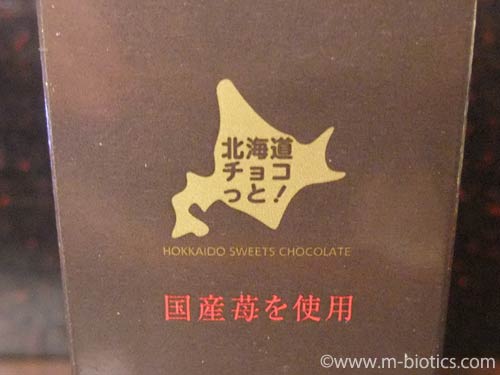 北海道
チョコ
っと!
HOKKAIDO SWEETS CHOCOLATE
国産苺を使用
©www.m-biotics.com